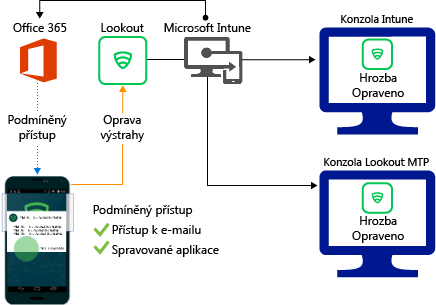 Office 365
Lookout
Microsoft Intune
Konzola Intune
Hrozba
Opraveno
Podmíněný
přístup
Oprava
výstrahy
Konzola Lookout MTP
Hrozba
Opraveno
Podmíněný přístup
Přístup k e-mailu
Spravované aplikace